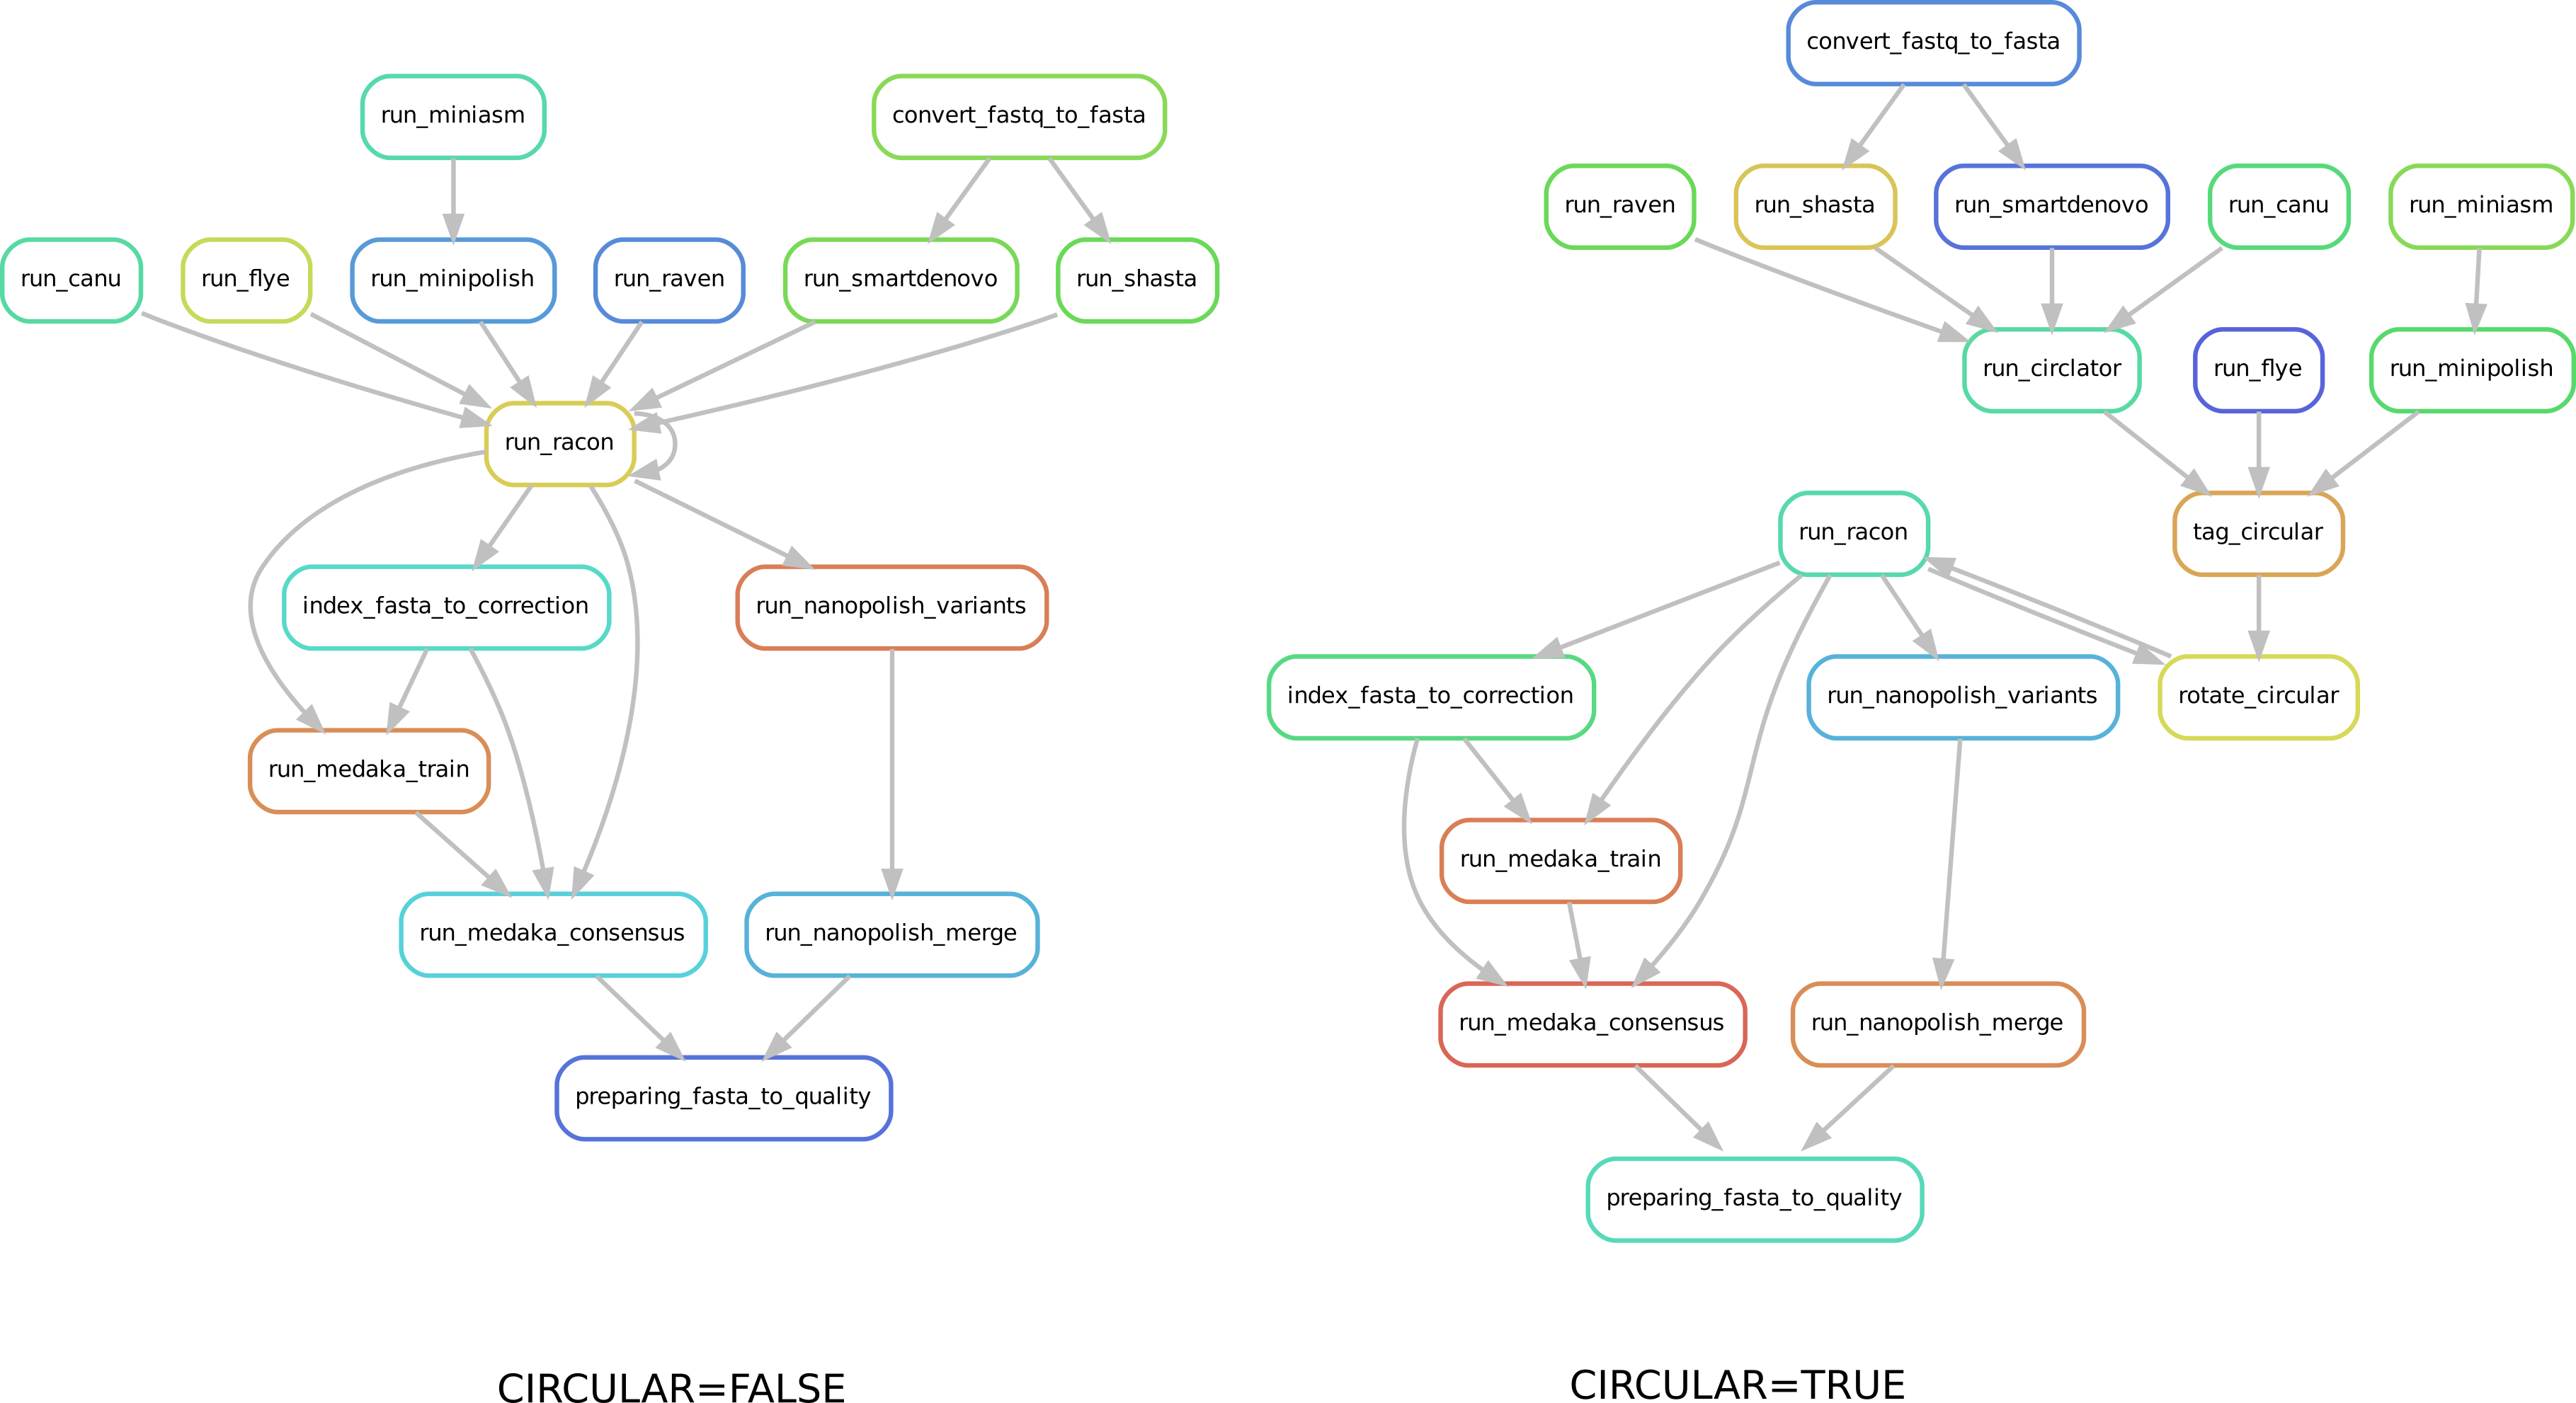 run_miniasm
convert_fastq_to_fasta
run_canu
run_flye
run_minipolish
run_raven
run_smartdenovo
run_shasta
run_racon
index_fasta_to_correction
run_nanopolish_variants
run_medaka_train
run_medaka_consensus
run_nanopolish_merge
preparing_fasta_to_quality
CIRCULAR=FALSE
convert_fastq_to_fasta
run_raven
run_shasta
run_smartdenovo
run_canu
run_miniasm
run_circlator
run_flye
run_minipolish
run_racon
tag_circular
index_fasta_to_correction
run_nanopolish_variants
rotate_circular
run_medaka_train
run_medaka_consensus
run_nanopolish_merge
preparing_fasta_to_quality
CIRCULAR=TRUE